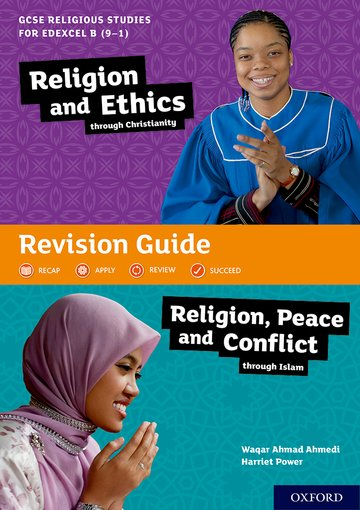 GCSE RELIGIOUS STUDIES
FOR EDEXCEL B (9–1)
Religion
and Ethics
through Christianity
Revision Guide
RECAP APPLY REVIEW SUCCEED
Religion, Peace
and Conflict
through Islam
Waqar Ahmad Ahmedi
Harriet Power
OXFORD